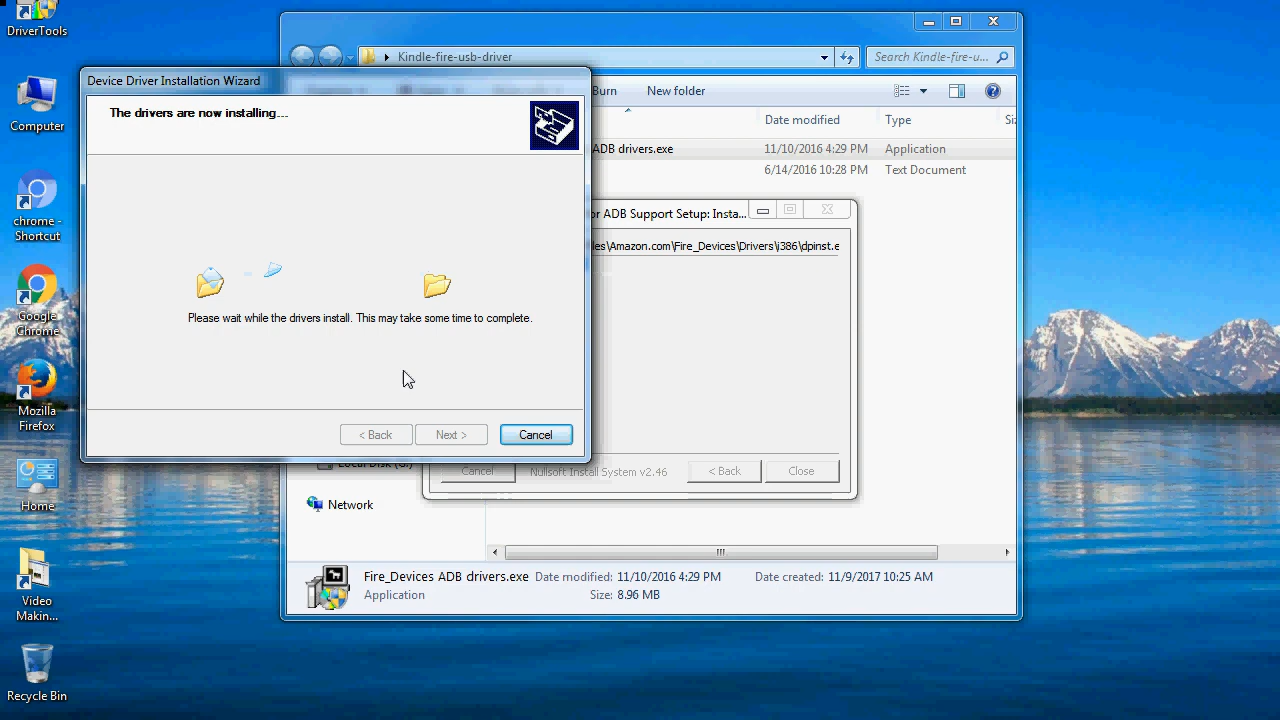 DriverTools
Computer
chrome -
Shortcut
Google
Chrome
Mozilla
Firefox
Home
Video
Makin...
Recycle Bin
Kindle-fire-usb-driver
Search Kindle-fire-u...
Burn
New folder
Date modified
Type
Siz
ADB drivers.exe
11/10/2016 4:29 PM
Application
6/14/2016 10:28 PM
Text Document
Device Driver Installation Wizard
The drivers are now installing...
Please wait while the drivers install. This may take some time to complete.
< Back
Next >
Cancel
or ADB Support Setup: Insta...
les\Amazon.com\Fire_Devices\Drivers\i386\dpinst.e
Cancel
Nullsoft Install System v2.46
< Back
Close
Local Disk (C:)
Network
Fire_Devices ADB drivers.exe
Date modified: 11/10/2016 4:29 PM
Date created: 11/9/2017 10:25 AM
Application
Size: 8.96 MB